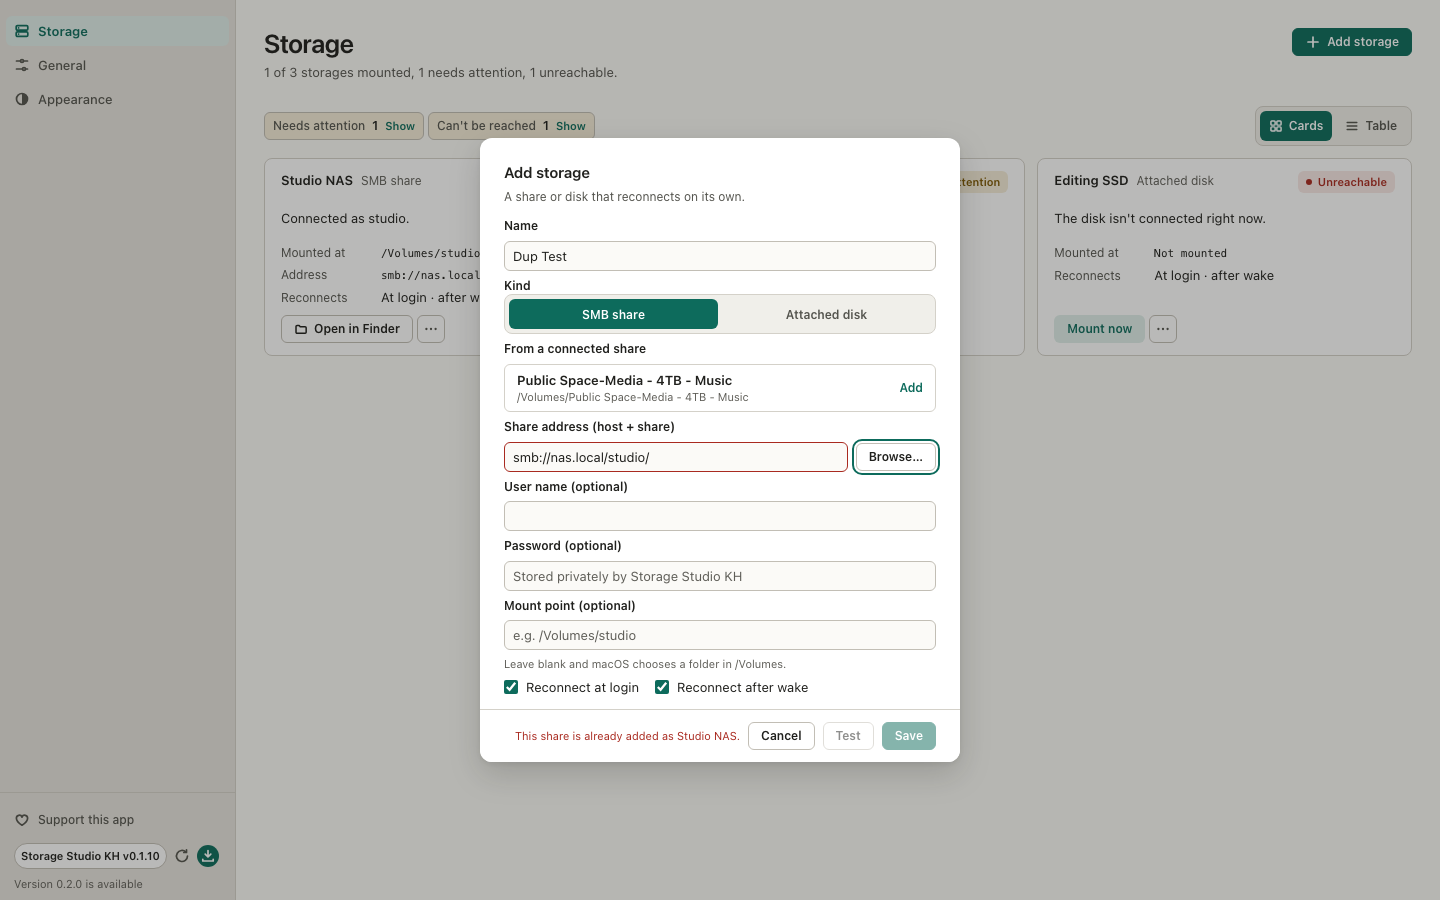 Storage
General
Appearance
Support this app
Storage Studio KH v0.1.10
Version 0.2.0 is available
Storage
1 of 3 storages mounted, 1 needs attention, 1 unreachable.
Add storage
Needs attention 1 Show
Can't be reached 1 Show
Cards
Table
Studio NAS SMB share
Connected as studio.
Mounted at /Volumes/studio
Address smb://nas.local
Reconnects At login · after w
Open in Finder
Editing SSD Attached disk
Unreachable
The disk isn't connected right now.
Mounted at Not mounted
Reconnects At login · after wake
Mount now
Add storage
A share or disk that reconnects on its own.
Name
Dup Test
Kind
SMB share
Attached disk
From a connected share
Public Space-Media - 4TB - Music
/Volumes/Public Space-Media - 4TB - Music
Add
Share address (host + share)
smb://nas.local/studio/
Browse...
User name (optional)
Password (optional)
Stored privately by Storage Studio KH
Mount point (optional)
e.g. /Volumes/studio
Leave blank and macOS chooses a folder in /Volumes.
Reconnect at login
Reconnect after wake
This share is already added as Studio NAS.
Cancel
Test
Save